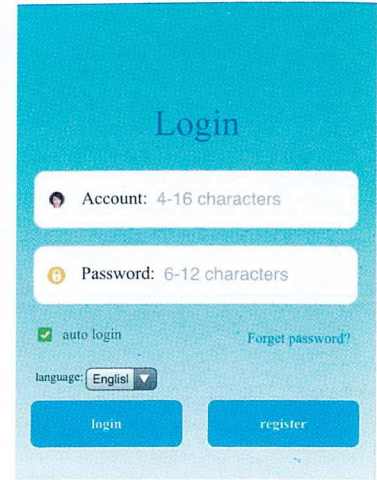 Login
Account: 4-16 characters
Password: 6-12 characters
auto login Forget password?
language: Englisl
login register